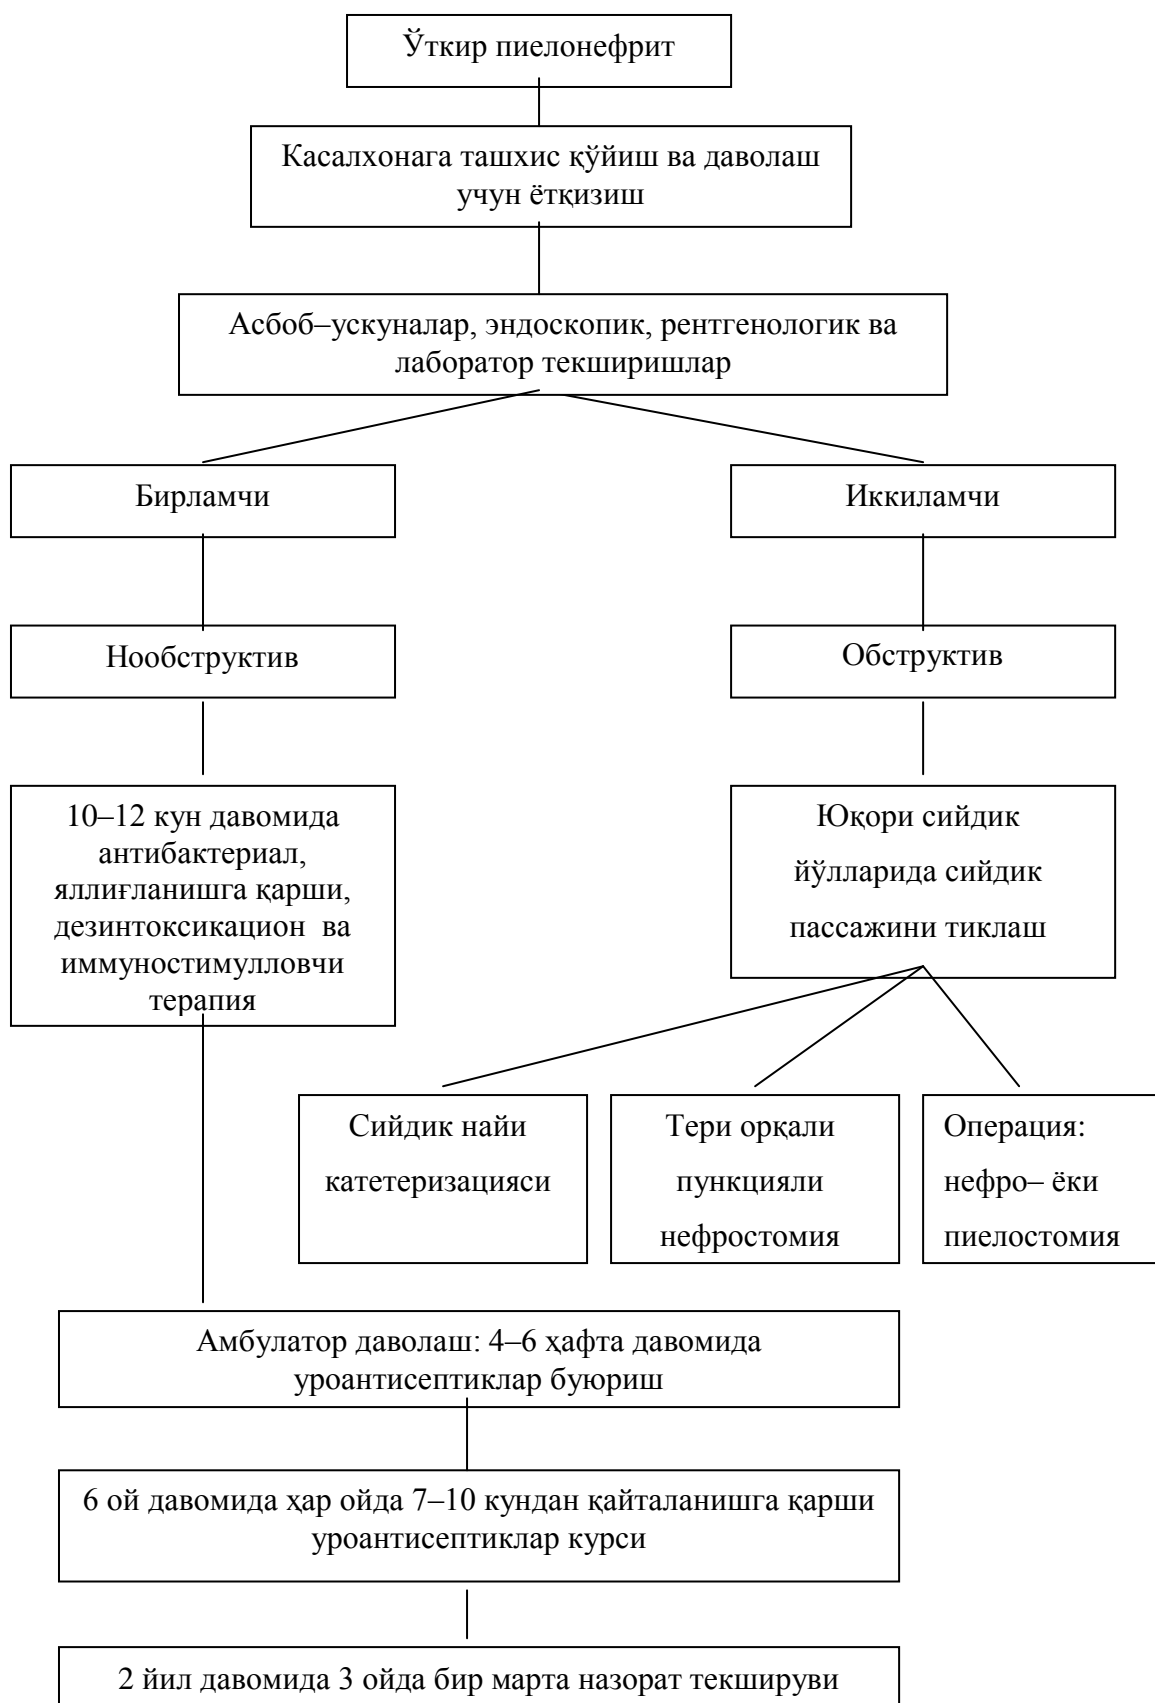 Ўткир пиелонефрит
Касалхонага ташхис қўйиш ва даволаш
учун ётқизиш
Асбоб–ускуналар, эндоскопик, рентгенологик ва
лаборатор текширишлар
Бирламчи
Иккиламчи
Нообструктив
Обструктив
10–12 кун давомида
антибактериал,
яллиғланишга қарши,
дезинтоксикацион ва
иммуностимулловчи
терапия
Юқори сийдик
йўлларида сийдик
пассажини тиклаш
Сийдик найи
катетеризацияси
Тери орқали
пункцияли
нефростомия
Операция:
нефро– ёки
пиелостомия
Амбулатор даволаш: 4–6 ҳафта давомида
уроантисептиклар буюриш
6 ой давомида ҳар ойда 7–10 кундан қайталанишга қарши
уроантисептиклар курси
2 йил давомида 3 ойда бир марта назорат текшируви